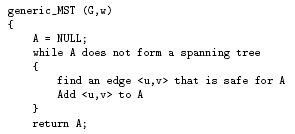 generic_MST (G,w)
{
A = NULL;
while A does not form a spanning tree
{
find an edge <u,v> that is safe for A
Add <u,v> to A
}
return A;